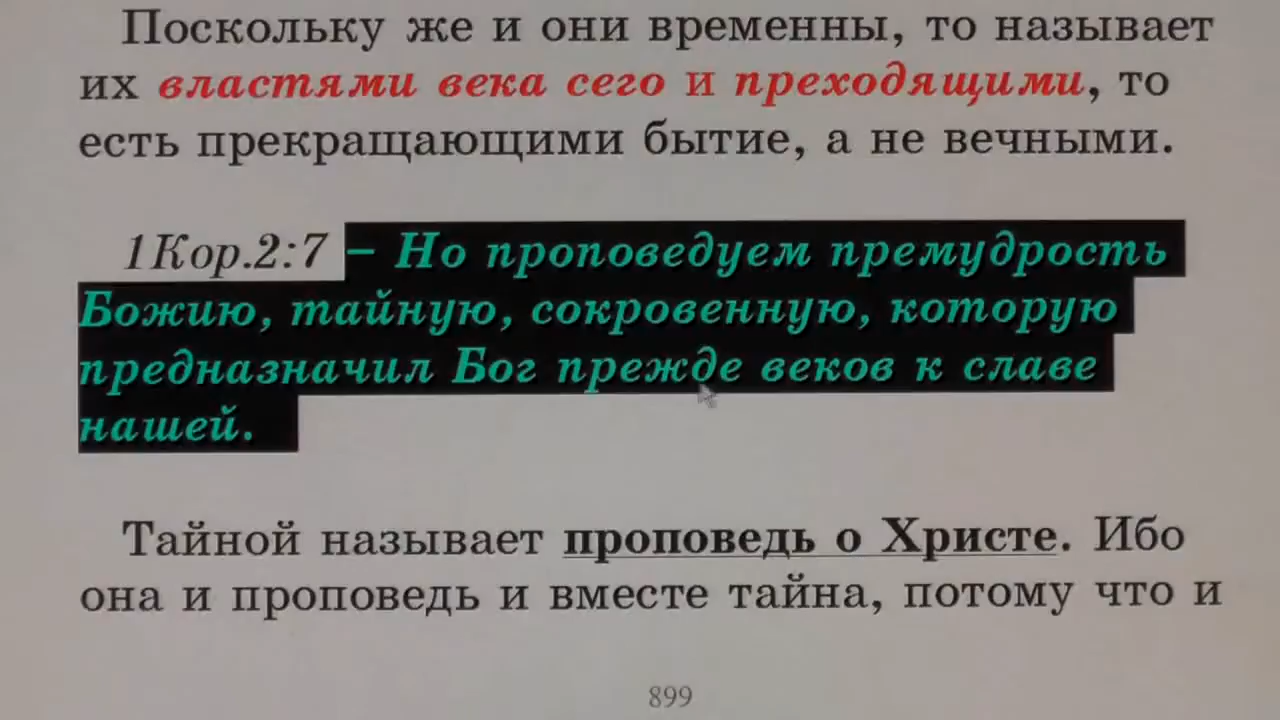 Поскольку же и они временны, то называет
их властями века сего и преходящими, то
есть прекращающими бытие, а не вечными.
1Кор.2:7 – Но проповедуем премудрость
Божию, тайную, сокровенную, которую
предназначил Бог прежде веков к славе
нашей.
Тайной называет проповедь о Христе. Ибо
она и проповедь и вместе тайна, потому что и
899